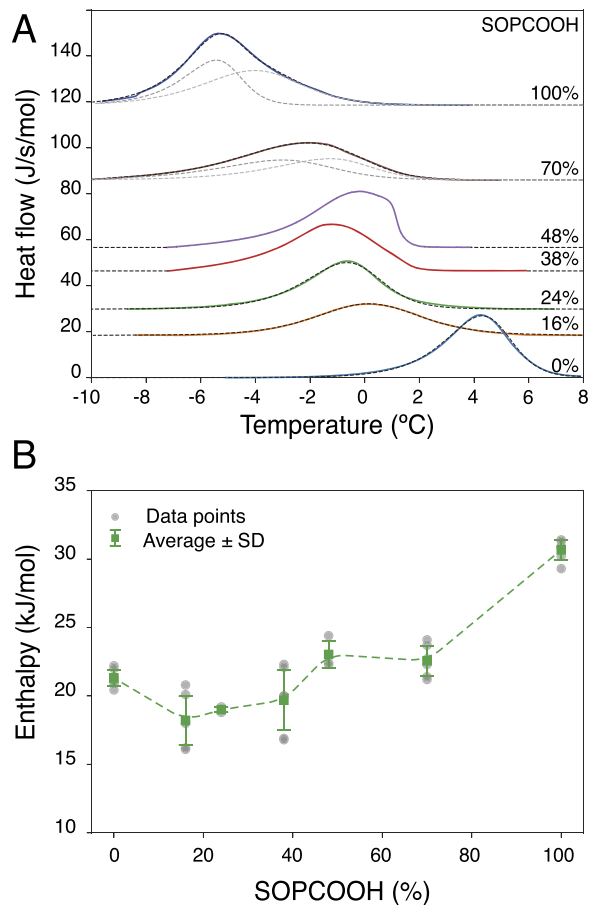 A
SOPCOOH
140
120
100
80
60
40
20
0
Heat flow (J/s/mol)
100%
70%
48%
38%
24%
16%
0%
-10 -8 -6 -4 -2 0 2 4 6 8
Temperature (ºC)
B
35
30
25
20
15
10
Enthalpy (kJ/mol)
Data points
Average ± SD
0 20 40 60 80 100
SOPCOOH (%)